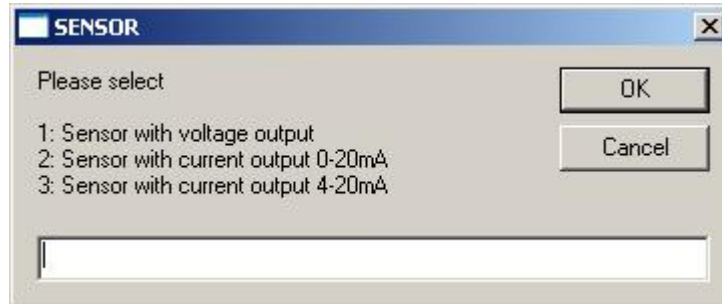 SENSOR
Please select
OK
1: Sensor with voltage output
2: Sensor with current output 0-20mA
3: Sensor with current output 4-20mA
Cancel